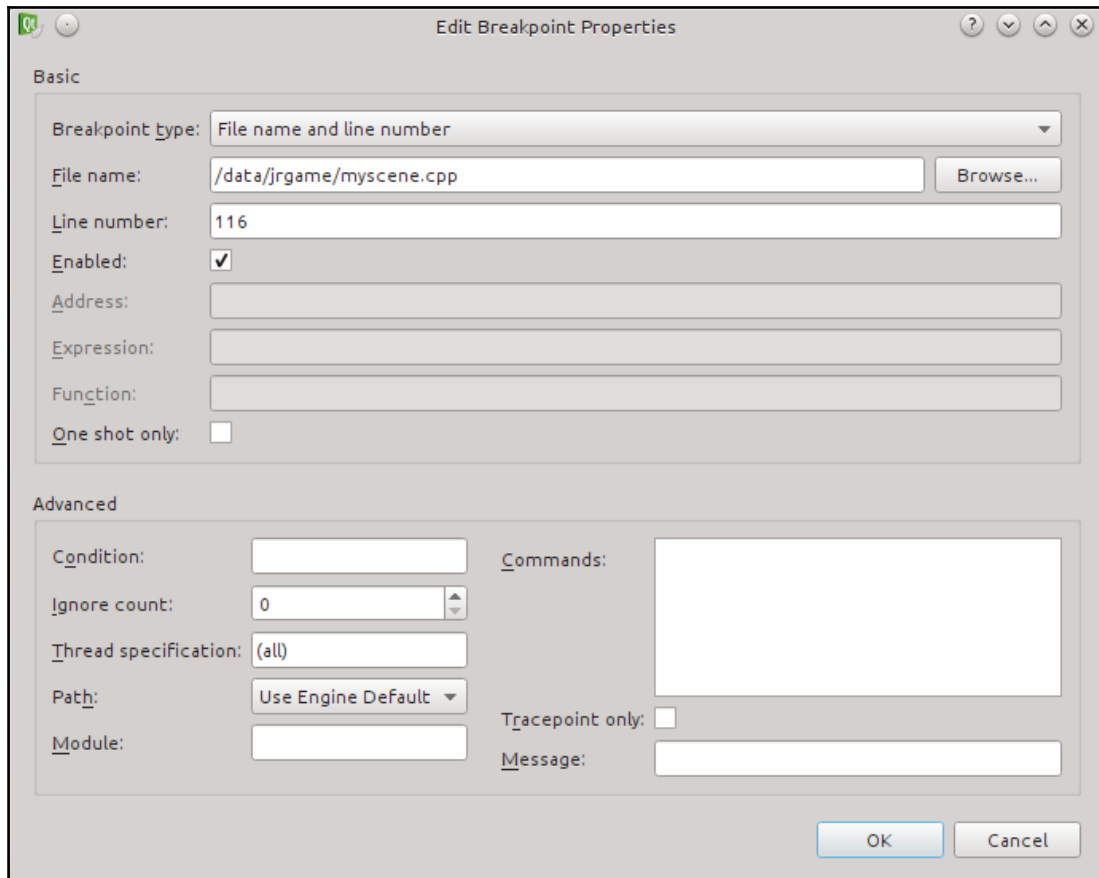 Edit Breakpoint Properties
Basic
Breakpoint type: File name and line number
File name: /data/jrgame/myscene.cpp Browse...
Line number: 116
Enabled:
Address:
Expression:
Function:
One shot only:
Advanced
Condition:
Ignore count: 0
Thread specification: (all)
Path: Use Engine Default
Module:
Commands:
Tracepoint only:
Message:
OK Cancel